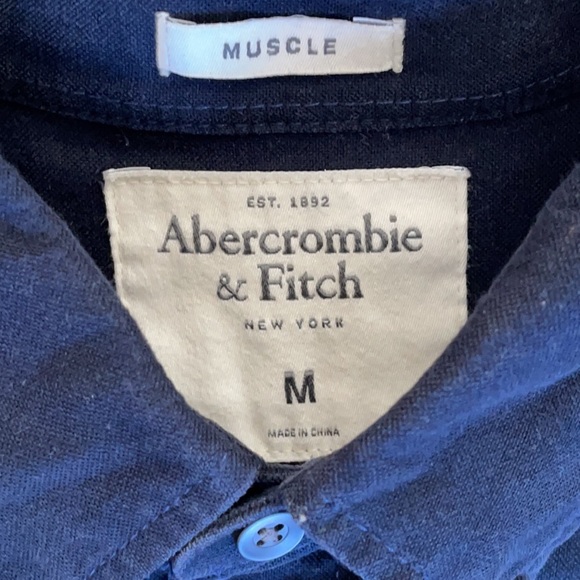 MUSCLE
EST. 1892
Abercrombie
& Fitch
NEW YORK
M
MADE IN CHINA